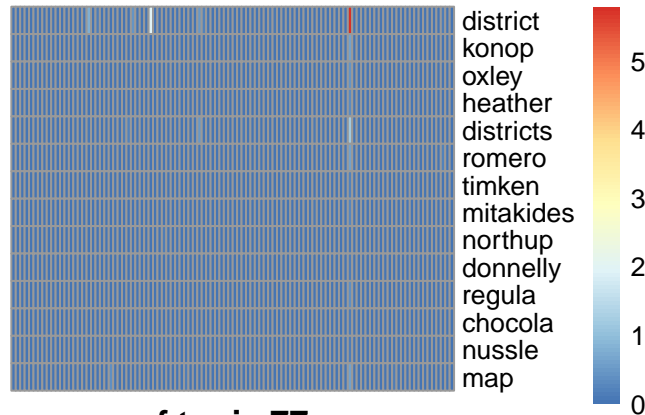 district
konop
oxley
heather
districts
romero
timken
mitakides
northup
donnelly
regula
chocola
nussle
map
5
4
3
2
1
0